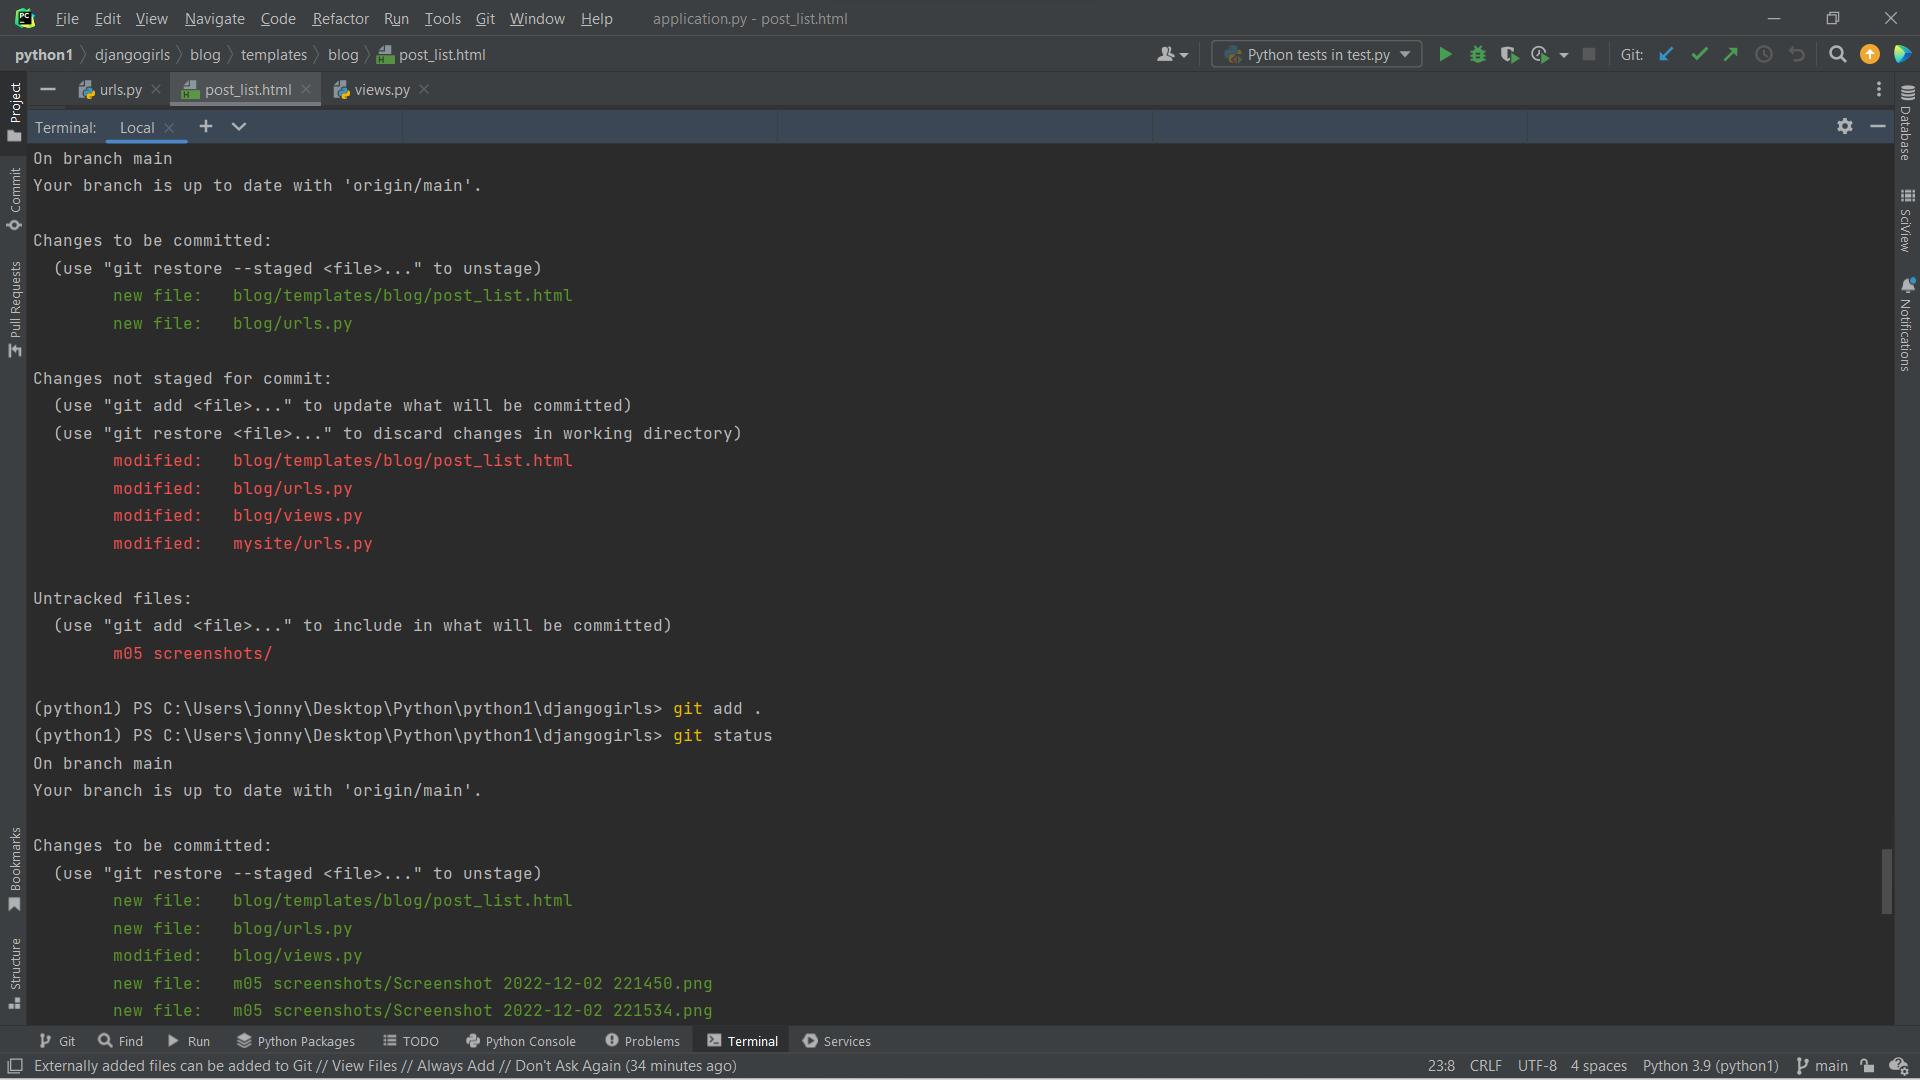 File Edit View Navigate Code Refactor Run Tools Git Window Help application.py - post_list.html
python1 djangogirls blog templates blog post_list.html Python tests in test.py Git:
urls.py post_list.html views.py
Terminal: Local
On branch main
Your branch is up to date with 'origin/main'.
Changes to be committed:
(use "git restore --staged <file>..." to unstage)
new file: blog/templates/blog/post_list.html
new file: blog/urls.py
Changes not staged for commit:
(use "git add <file>..." to update what will be committed)
(use "git restore <file>..." to discard changes in working directory)
modified: blog/templates/blog/post_list.html
modified: blog/urls.py
modified: blog/views.py
modified: mysite/urls.py
Untracked files:
(use "git add <file>..." to include in what will be committed)
m05 screenshots/
(python1) PS C:\Users\jonny\Desktop\Python\python1\djangogirls> git add .
(python1) PS C:\Users\jonny\Desktop\Python\python1\djangogirls> git status
On branch main
Your branch is up to date with 'origin/main'.
Changes to be committed:
(use "git restore --staged <file>..." to unstage)
new file: blog/templates/blog/post_list.html
new file: blog/urls.py
modified: blog/views.py
new file: m05 screenshots/Screenshot 2022-12-02 221450.png
new file: m05 screenshots/Screenshot 2022-12-02 221534.png
Project
Commit
Pull Requests
Bookmarks
Structure
Database
SciView
Notifications
Git Find Run Python Packages TODO Python Console Problems Terminal Services
Externally added files can be added to Git // View Files // Always Add // Don't Ask Again (34 minutes ago) 23:8 CRLF UTF-8 4 spaces Python 3.9 (python1) main